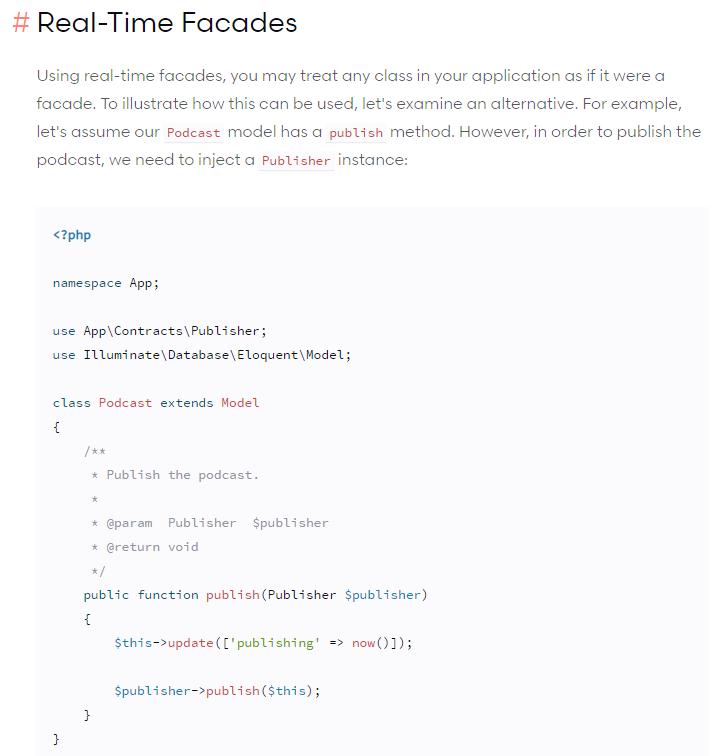 # Real-Time Facades
Using real-time facades, you may treat any class in your application as if it were a
facade. To illustrate how this can be used, let's examine an alternative. For example,
let's assume our Podcast model has a publish method. However, in order to publish the
podcast, we need to inject a Publisher instance:
<?php
namespace App;
use App\Contracts\Publisher;
use Illuminate\Database\Eloquent\Model;
class Podcast extends Model
{
    /**
     * Publish the podcast.
     *
     * @param  Publisher  $publisher
     * @return void
     */
    public function publish(Publisher $publisher)
    {
        $this->update(['publishing' => now()]);
        $publisher->publish($this);
    }
}